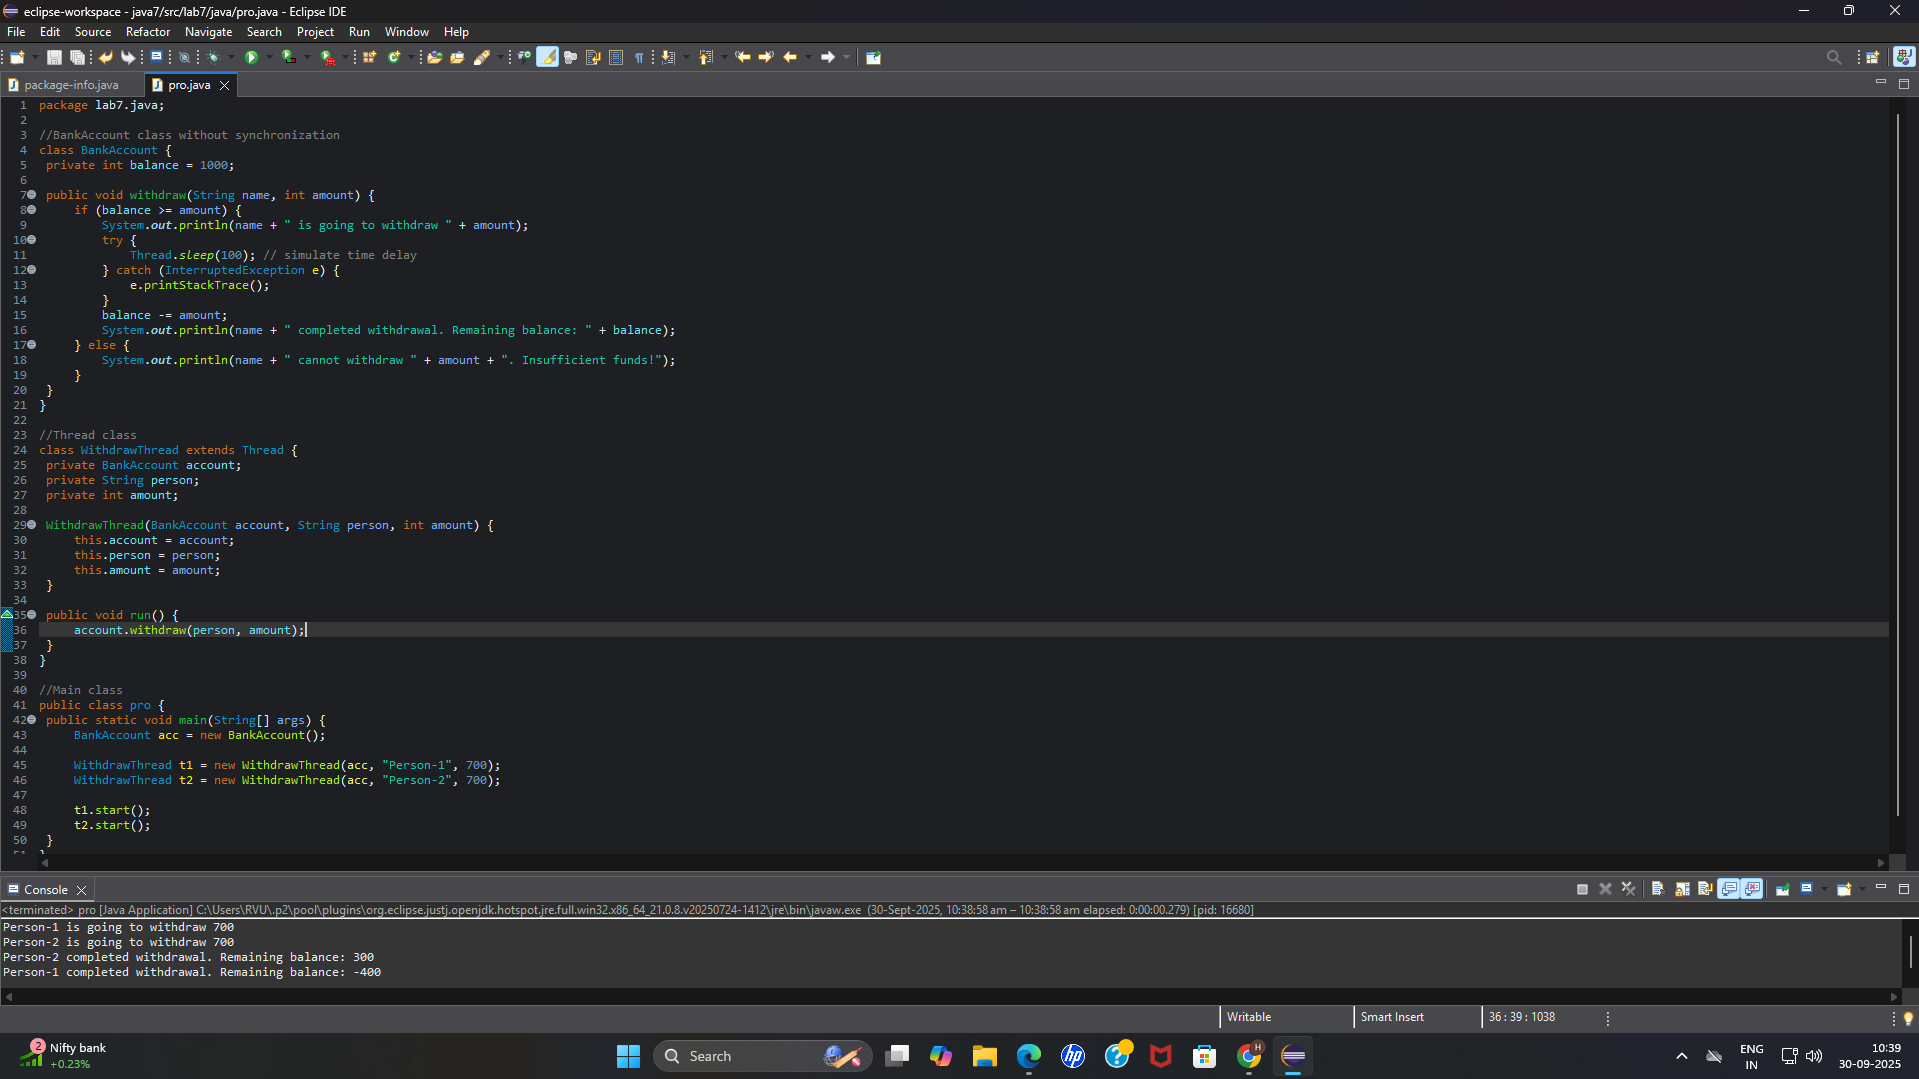 eclipse-workspace - java7/src/lab7/java/pro.java - Eclipse IDE
File Edit Source Refactor Navigate Search Project Run Window Help
package-info.java pro.java
1 package lab7.java;
2
3 //BankAccount class without synchronization
4 class BankAccount {
5 private int balance = 1000;
6
7 public void withdraw(String name, int amount) {
8 if (balance >= amount) {
9 System.out.println(name + " is going to withdraw " + amount);
10 try {
11 Thread.sleep(100); // simulate time delay
12 } catch (InterruptedException e) {
13 e.printStackTrace();
14 }
15 balance -= amount;
16 System.out.println(name + " completed withdrawal. Remaining balance: " + balance);
17 } else {
18 System.out.println(name + " cannot withdraw " + amount + ". Insufficient funds!");
19 }
20 }
21 }
22
23 //Thread class
24 class WithdrawThread extends Thread {
25 private BankAccount account;
26 private String person;
27 private int amount;
28
29 WithdrawThread(BankAccount account, String person, int amount) {
30 this.account = account;
31 this.person = person;
32 this.amount = amount;
33 }
34
35 public void run() {
36 account.withdraw(person, amount);
37 }
38 }
39
40 //Main class
41 public class pro {
42 public static void main(String[] args) {
43 BankAccount acc = new BankAccount();
44
45 WithdrawThread t1 = new WithdrawThread(acc, "Person-1", 700);
46 WithdrawThread t2 = new WithdrawThread(acc, "Person-2", 700);
47
48 t1.start();
49 t2.start();
50 }
51 }
Console
<terminated> pro [Java Application] C:\Users\RVU\.p2\pool\plugins\org.eclipse.justj.openjdk.hotspot.jre.full.win32.x86_64_21.0.8.v20250724-1412\jre\bin\javaw.exe (30-Sept-2025, 10:38:58 am – 10:38:58 am elapsed: 0:00:00.279) [pid: 16680]
Person-1 is going to withdraw 700
Person-2 is going to withdraw 700
Person-2 completed withdrawal. Remaining balance: 300
Person-1 completed withdrawal. Remaining balance: -400
Writable Smart Insert 36 : 39 : 1038
2 Nifty bank
+0.23%
Search
hp
H
ENG
IN
10:39
30-09-2025